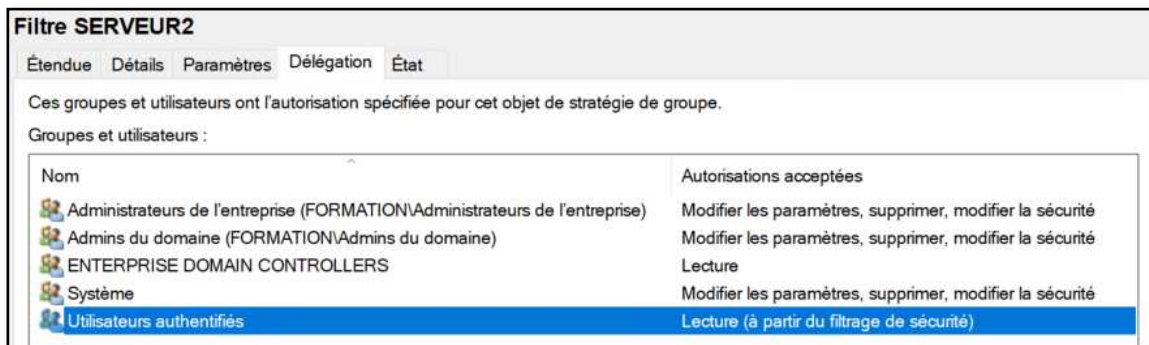 Filtre SERVEUR2
Étendue Détails Paramètres Délégation État
Ces groupes et utilisateurs ont l'autorisation spécifiée pour cet objet de stratégie de groupe.
Groupes et utilisateurs :
Nom Autorisations acceptées
Administrateurs de l'entreprise (FORMATION\Administrateurs de l'entreprise) Modifier les paramètres, supprimer, modifier la sécurité
Admins du domaine (FORMATION\Admins du domaine) Modifier les paramètres, supprimer, modifier la sécurité
ENTERPRISE DOMAIN CONTROLLERS Lecture
Système Modifier les paramètres, supprimer, modifier la sécurité
Utilisateurs authentifiés Lecture (à partir du filtrage de sécurité)